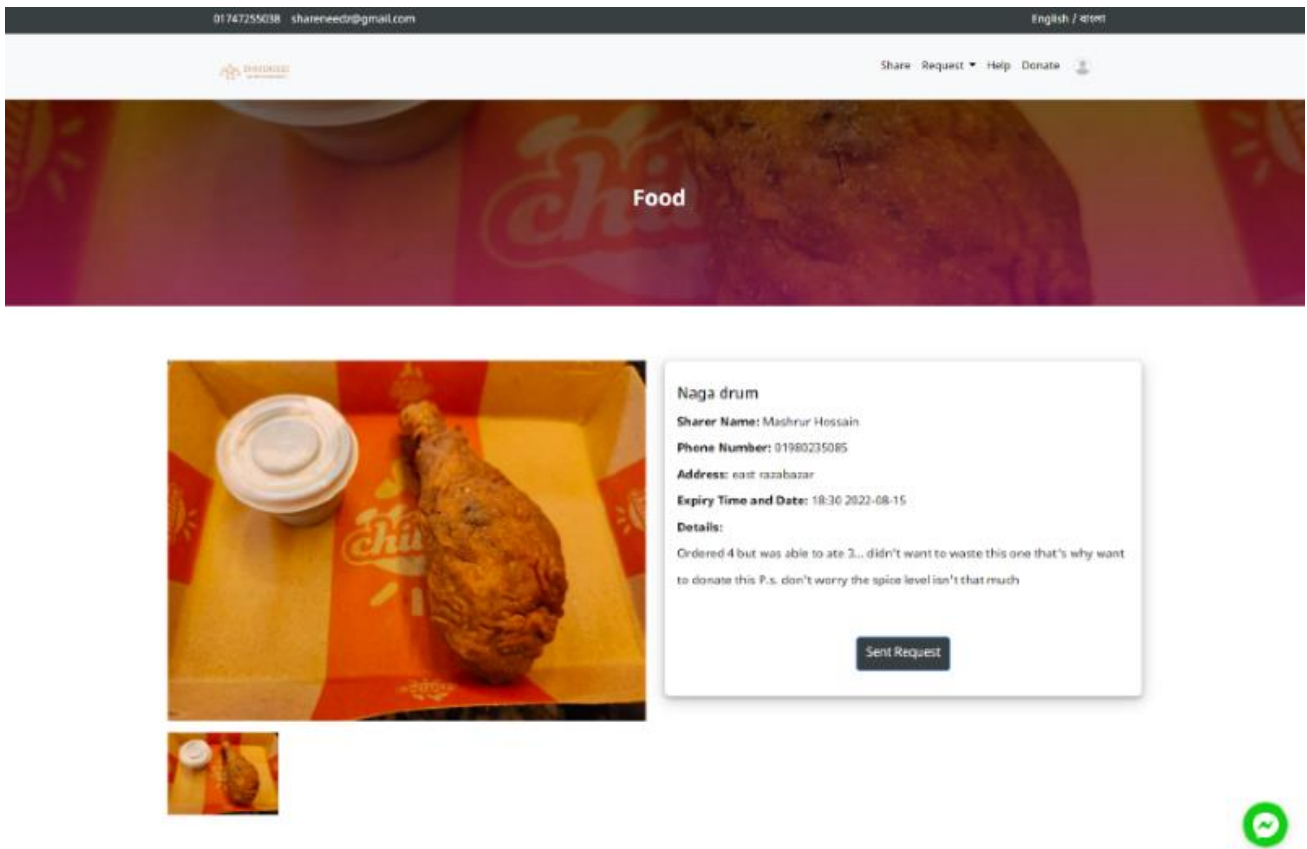 01747255038 shareneedz@gmail.com English / বাংলা
SHARENEEDZ
Share Request Help Donate
chi
Food
Naga drum
Sharer Name: Mashrur Hossain
Phone Number: 01980235085
Address: east razabazar
Expiry Time and Date: 18:30 2022-08-15
Details:
Ordered 4 but was able to ate 3... didn't want to waste this one that's why want
to donate this P.s. don't worry the spice level isn't that much
Sent Request